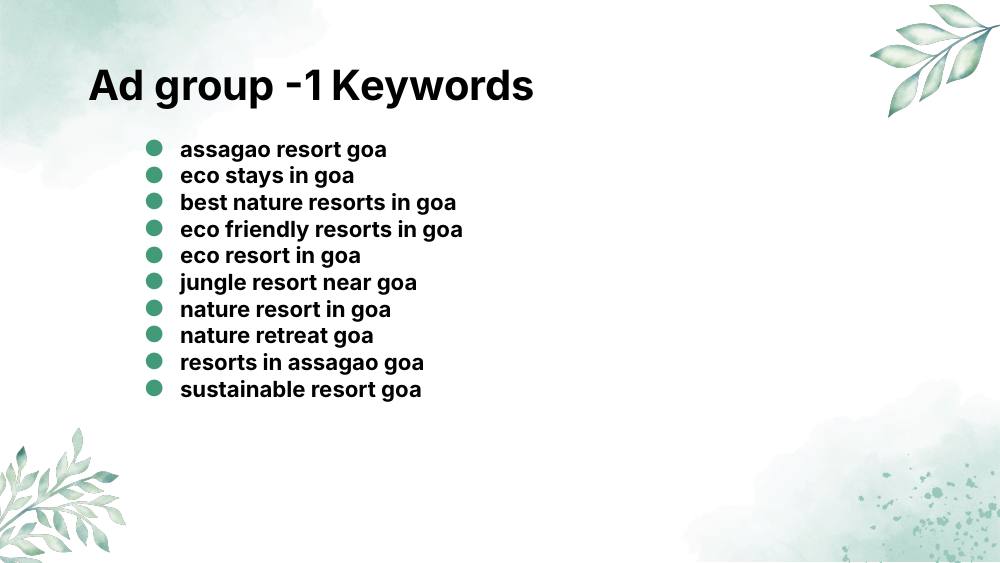 Ad group -1 Keywords
assagao resort goa
eco stays in goa
best nature resorts in goa
eco friendly resorts in goa
eco resort in goa
jungle resort near goa
nature resort in goa
nature retreat goa
resorts in assagao goa
sustainable resort goa